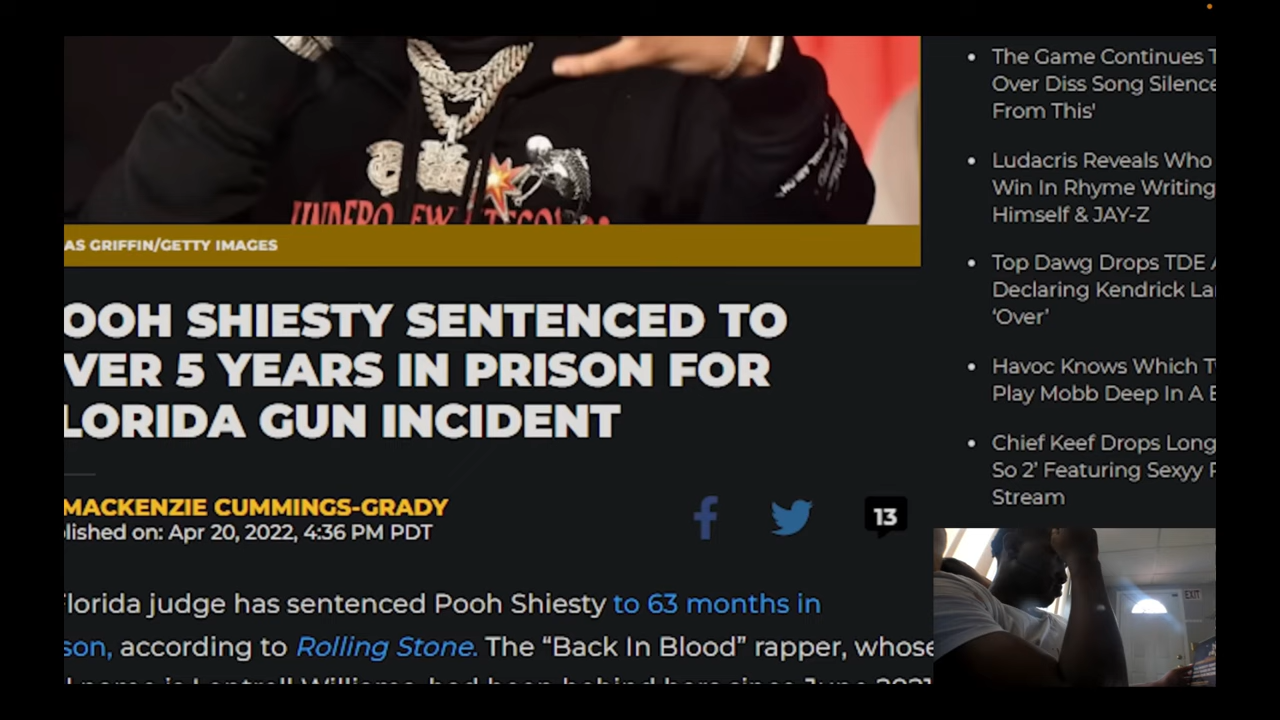 AS GRIFFIN/GETTY IMAGES
OOH SHIESTY SENTENCED TO
VER 5 YEARS IN PRISON FOR
LORIDA GUN INCIDENT
MACKENZIE CUMMINGS-GRADY
lished on: Apr 20, 2022, 4:36 PM PDT
13
Florida judge has sentenced Pooh Shiesty to 63 months in
son, according to Rolling Stone. The “Back In Blood” rapper, whose
The Game Continues T
Over Diss Song Silence
From This'
Ludacris Reveals Who
Win In Rhyme Writing
Himself & JAY-Z
Top Dawg Drops TDE A
Declaring Kendrick La
‘Over’
Havoc Knows Which T
Play Mobb Deep In A B
Chief Keef Drops Long
So 2’ Featuring Sexyy R
Stream
EXIT